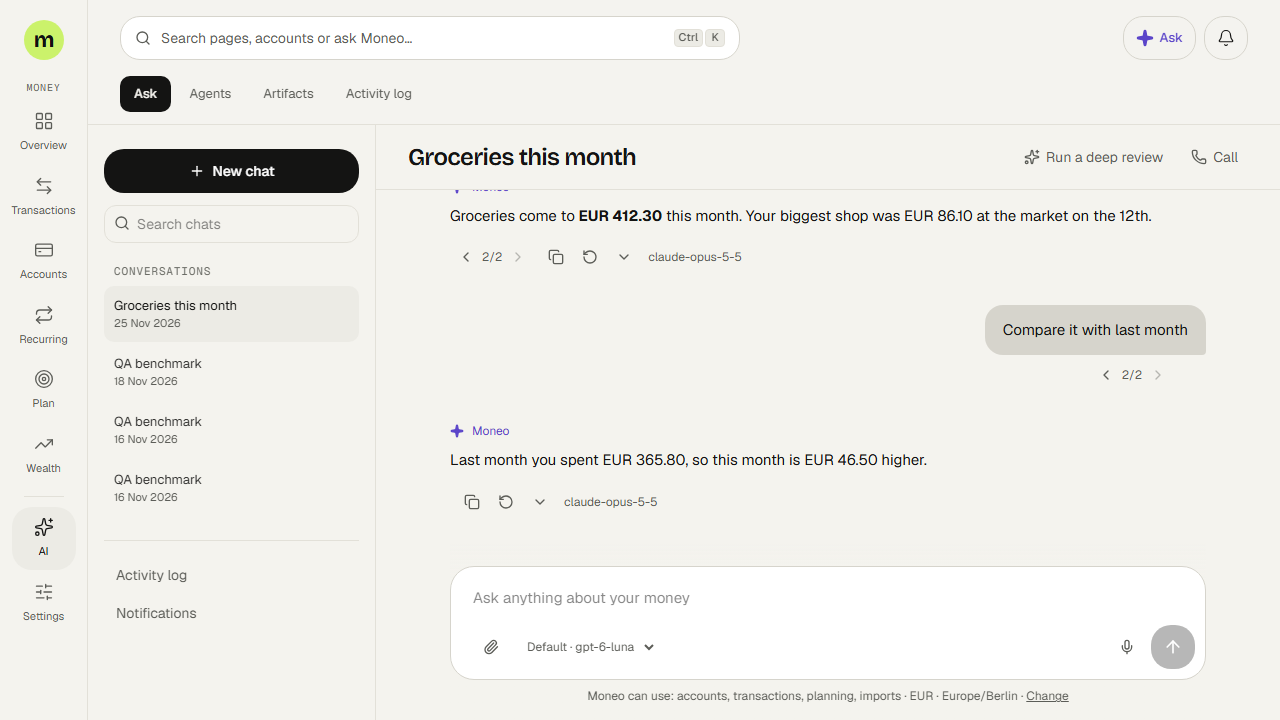 m
Search pages, accounts or ask Moneo...
Ctrl K
Ask
MONEY
Overview
Transactions
Accounts
Recurring
Plan
Wealth
AI
Settings
Ask
Agents
Artifacts
Activity log
New chat
Search chats
CONVERSATIONS
Groceries this month
25 Nov 2026
QA benchmark
18 Nov 2026
QA benchmark
16 Nov 2026
QA benchmark
16 Nov 2026
Activity log
Notifications
Groceries this month
Run a deep review
Call
Groceries come to EUR 412.30 this month. Your biggest shop was EUR 86.10 at the market on the 12th.
2/2
claude-opus-5-5
Compare it with last month
2/2
Moneo
Last month you spent EUR 365.80, so this month is EUR 46.50 higher.
claude-opus-5-5
Ask anything about your money
Default · gpt-6-luna
Moneo can use: accounts, transactions, planning, imports · EUR · Europe/Berlin · Change